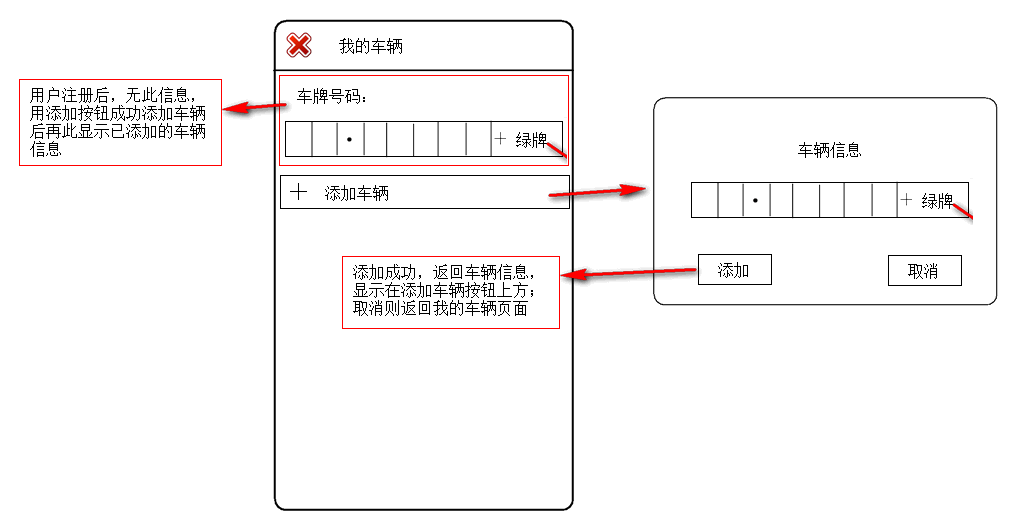 我的车辆
用户注册后，无此信息，
用添加按钮成功添加车辆
后再此显示已添加的车辆
信息
车牌号码：
· + 绿牌
+ 添加车辆
车辆信息
· + 绿牌
添加
取消
添加成功，返回车辆信息，
显示在添加车辆按钮上方；
取消则返回我的车辆页面